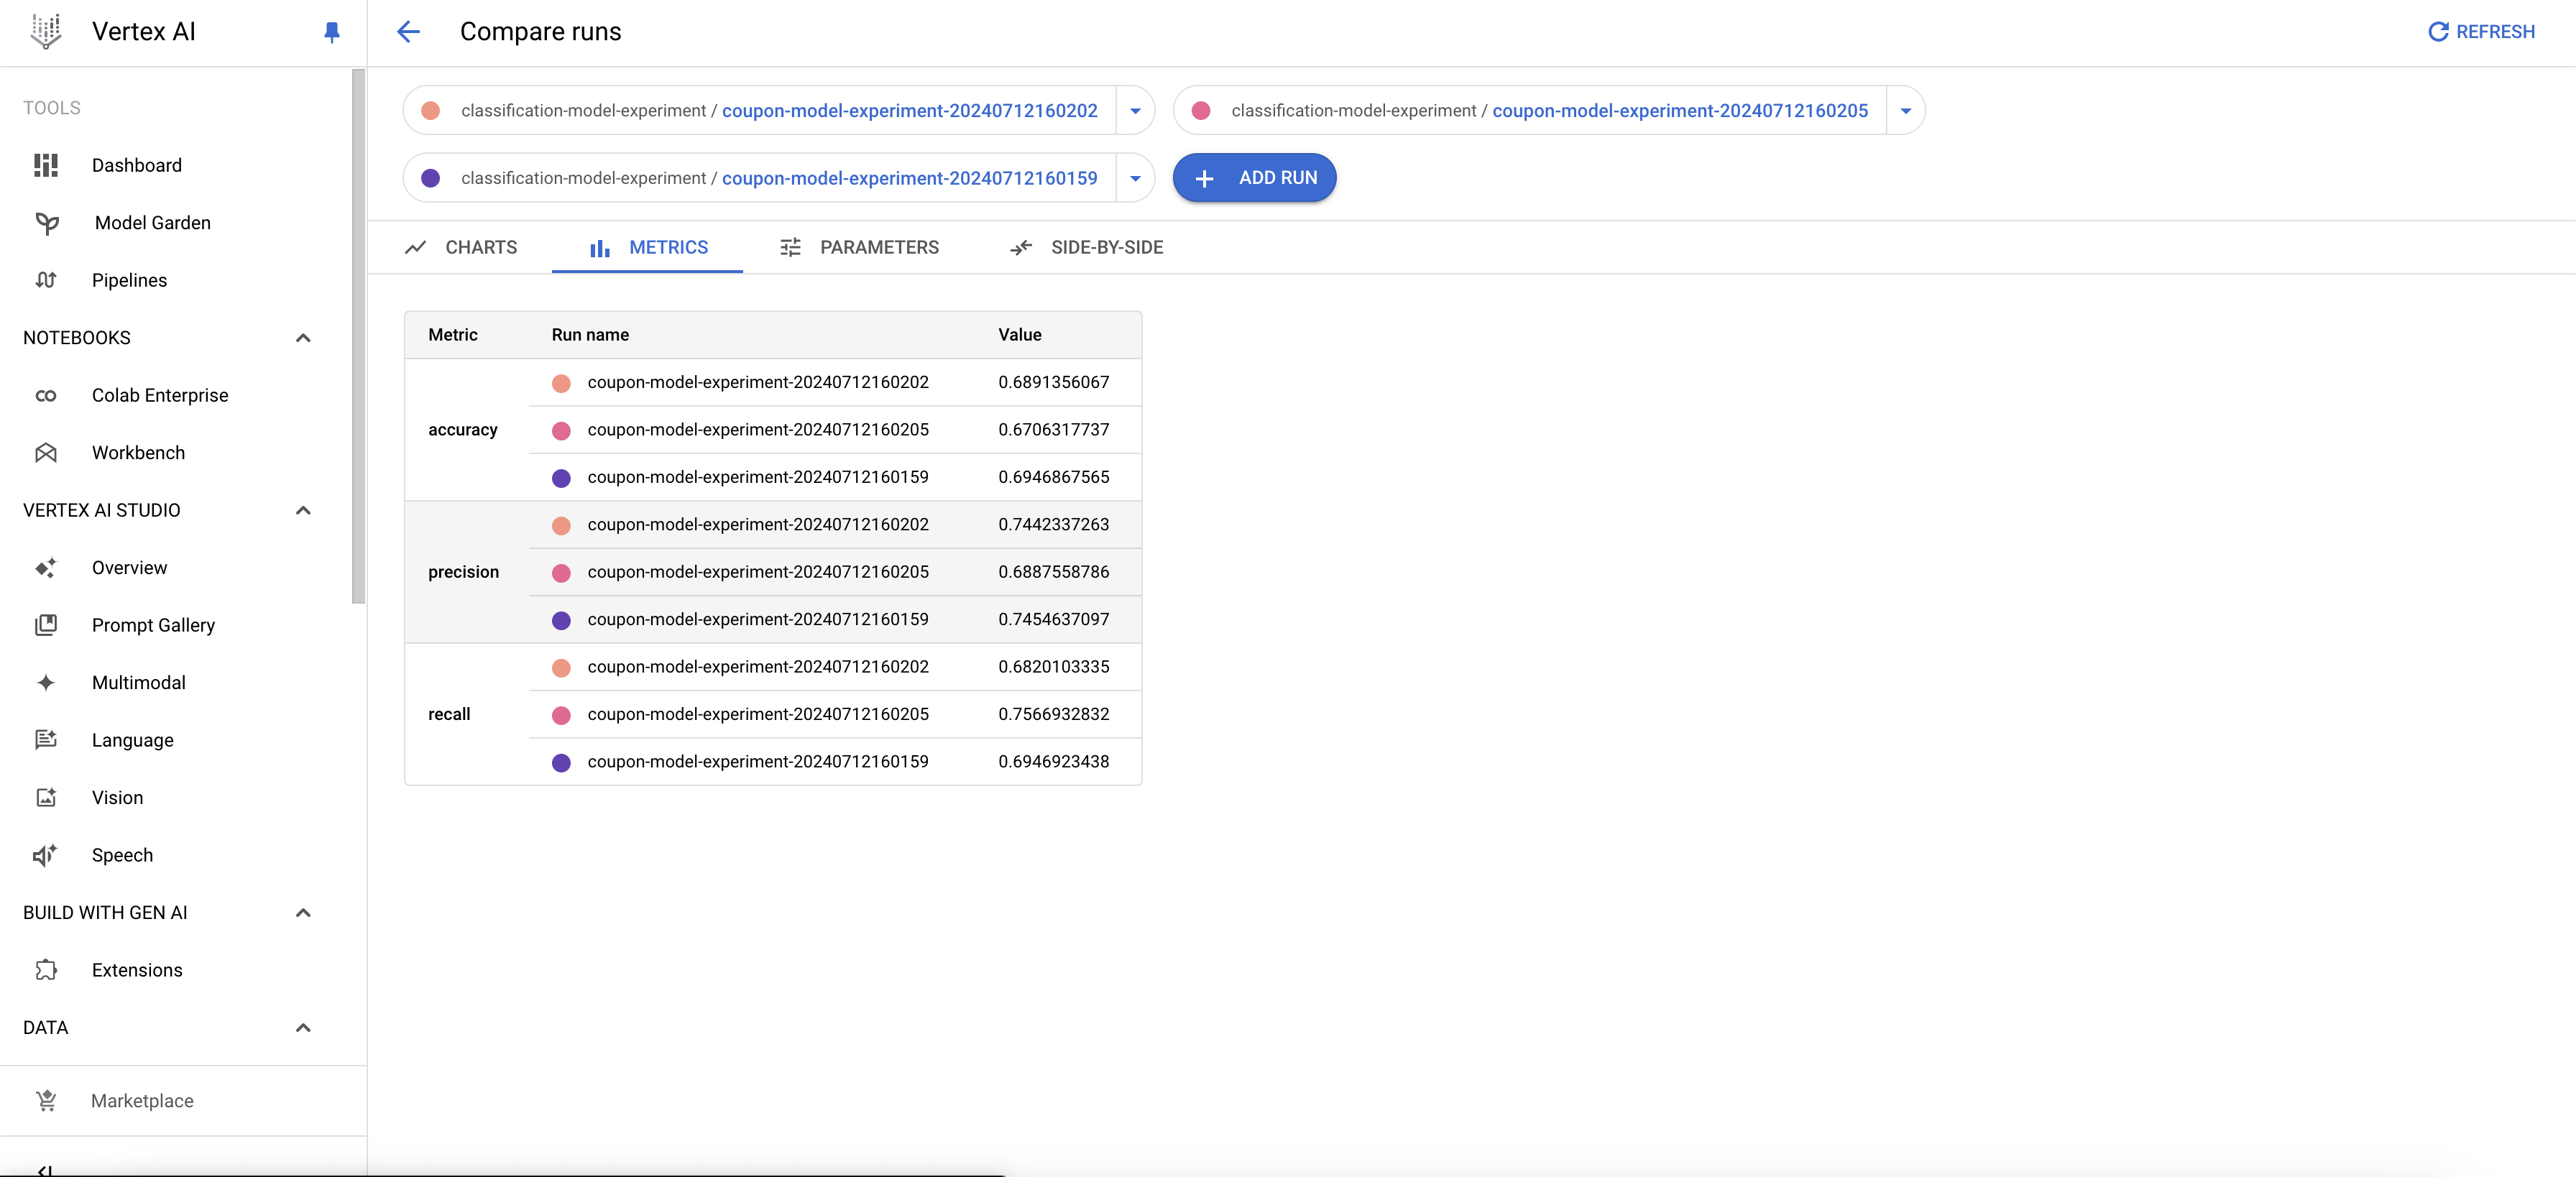 Vertex AI
Compare runs
REFRESH
TOOLS
Dashboard
Model Garden
Pipelines
NOTEBOOKS
Colab Enterprise
Workbench
VERTEX AI STUDIO
Overview
Prompt Gallery
Multimodal
Language
Vision
Speech
BUILD WITH GEN AI
Extensions
DATA
Marketplace
classification-model-experiment / coupon-model-experiment-20240712160202
classification-model-experiment / coupon-model-experiment-20240712160205
classification-model-experiment / coupon-model-experiment-20240712160159
ADD RUN
CHARTS METRICS PARAMETERS SIDE-BY-SIDE
Metric Run name Value
accuracy
coupon-model-experiment-20240712160202 0.6891356067
coupon-model-experiment-20240712160205 0.6706317737
coupon-model-experiment-20240712160159 0.6946867565
precision
coupon-model-experiment-20240712160202 0.7442337263
coupon-model-experiment-20240712160205 0.6887558786
coupon-model-experiment-20240712160159 0.7454637097
recall
coupon-model-experiment-20240712160202 0.6820103335
coupon-model-experiment-20240712160205 0.7566932832
coupon-model-experiment-20240712160159 0.6946923438